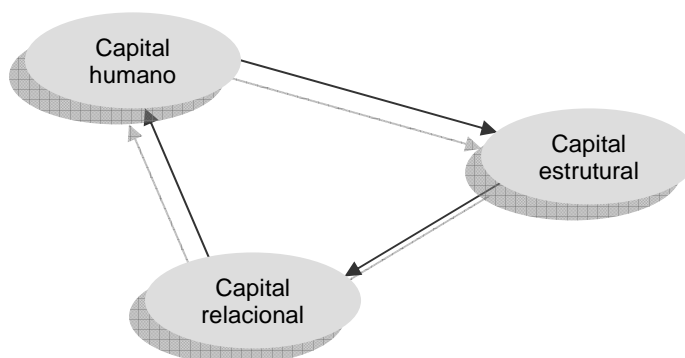 Capital
humano
Capital
estrutural
Capital
relacional